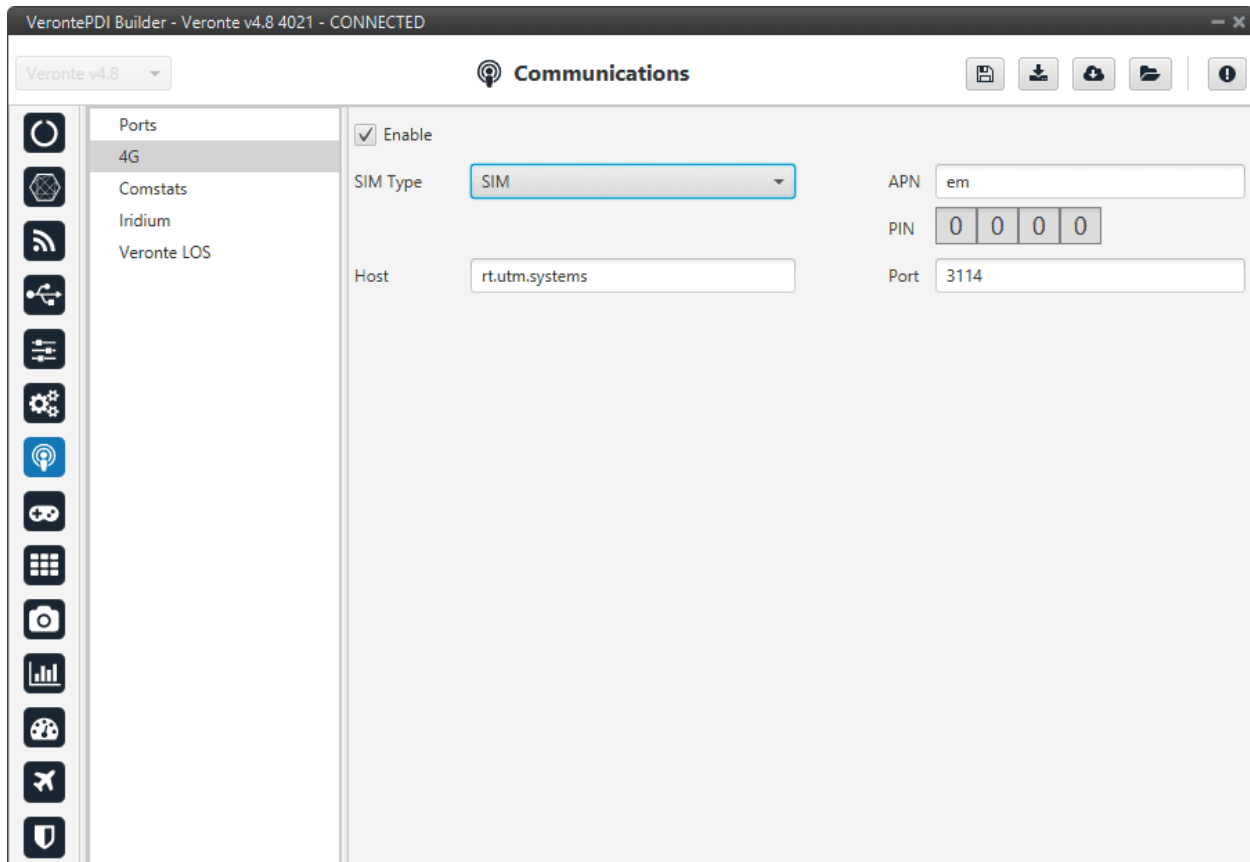 VerontePDI Builder - Veronte v4.8 4021 - CONNECTED
Veronte v4.8
Communications
Ports
4G
Comstats
Iridium
Veronte LOS
Enable
SIM Type SIM APN em
PIN 0 0 0 0
Host rt.utm.systems Port 3114